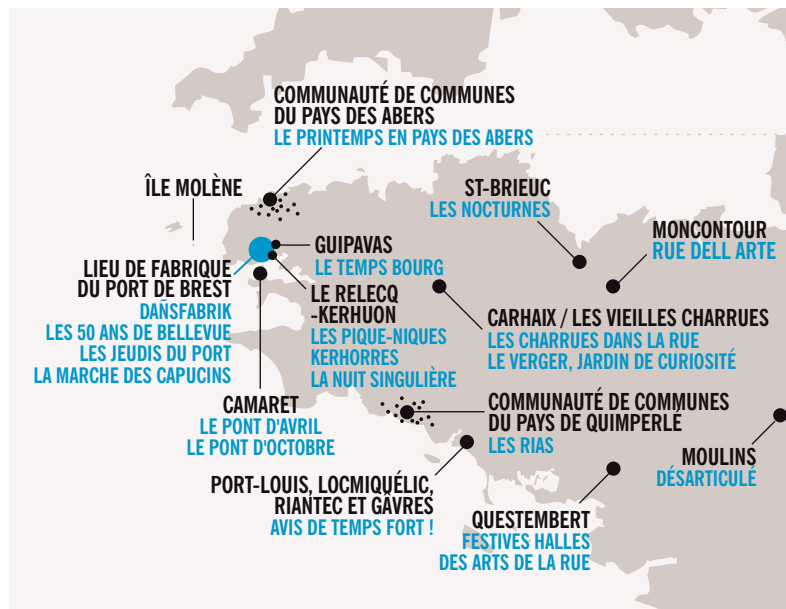 COMMUNAUTÉ DE COMMUNES
DU PAYS DES ABERS
LE PRINTEMPS EN PAYS DES ABERS
ÎLE MOLÈNE
ST-BRIEUC
LES NOCTURNES
MONCONTOUR
RUE DELL ARTE
GUIPAVAS
LE TEMPS BOURG
LIEU DE FABRIQUE
DU PORT DE BREST
DAÑSFABRIK
LES 50 ANS DE BELLEVUE
LES JEUDIS DU PORT
LA MARCHE DES CAPUCINS
LE RELECQ
-KERHUON
LES PIQUE-NIQUES
KERHORRES
LA NUIT SINGULIÈRE
CARHAIX / LES VIEILLES CHARRUES
LES CHARRUES DANS LA RUE
LE VERGER, JARDIN DE CURIOSITÉ
CAMARET
LE PONT D'AVRIL
LE PONT D'OCTOBRE
COMMUNAUTÉ DE COMMUNES
DU PAYS DE QUIMPERLÉ
LES RIAS
MOULINS
DÉSARTICULÉ
PORT-LOUIS, LOCMIQUÉLIC,
RIANTEC ET GÂVRES
AVIS DE TEMPS FORT !
QUESTEMBERT
FESTIVES HALLES
DES ARTS DE LA RUE